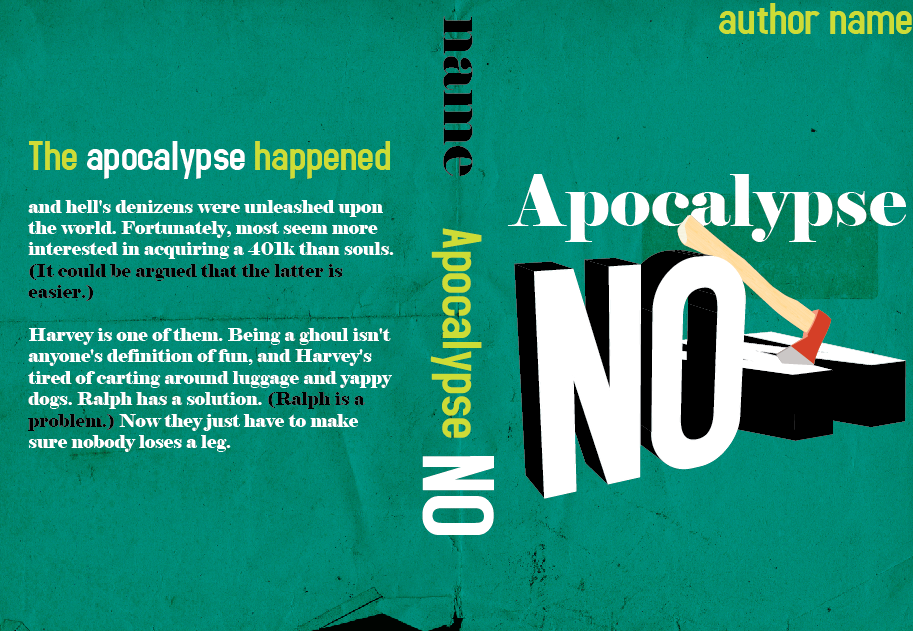 The apocalypse happened
and hell's denizens were unleashed upon
the world. Fortunately, most seem more
interested in acquiring a 401k than souls.
(It could be argued that the latter is
easier.)
Harvey is one of them. Being a ghoul isn't
anyone's definition of fun, and Harvey's
tired of carting around luggage and yappy
dogs. Ralph has a solution. (Ralph is a
problem.) Now they just have to make
sure nobody loses a leg.
name Apocalypse NO
author name
Apocalypse
NO